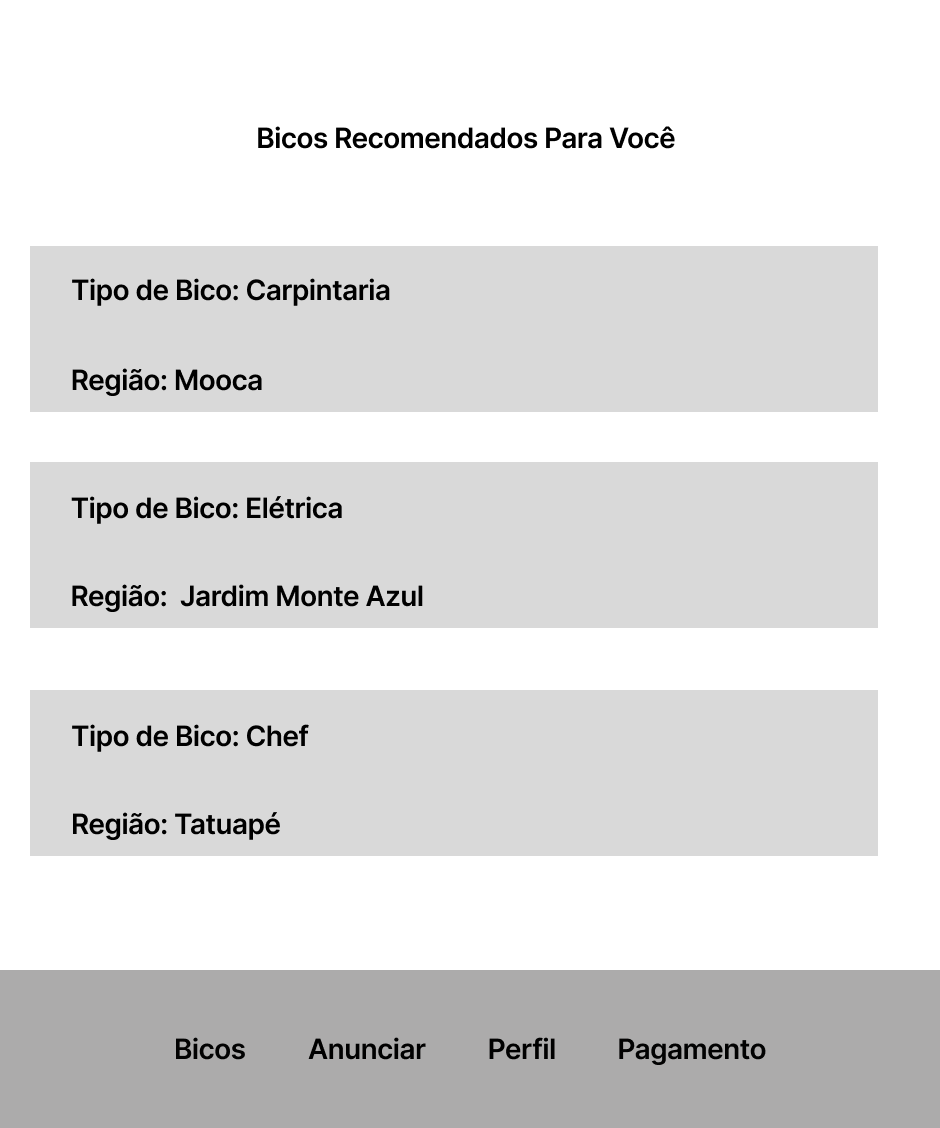 Bicos Recomendados Para Você
Tipo de Bico: Carpintaria
Região: Mooca
Tipo de Bico: Elétrica
Região:  Jardim Monte Azul
Tipo de Bico: Chef
Região: Tatuapé
Bicos Anunciar Perfil Pagamento